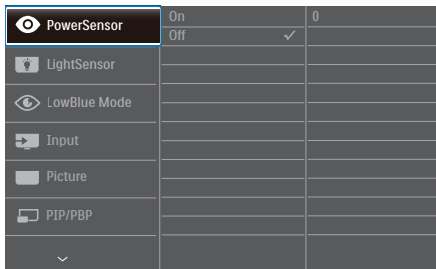 PowerSensor
On
0
Off
LightSensor
LowBlue Mode
Input
Picture
PIP/PBP